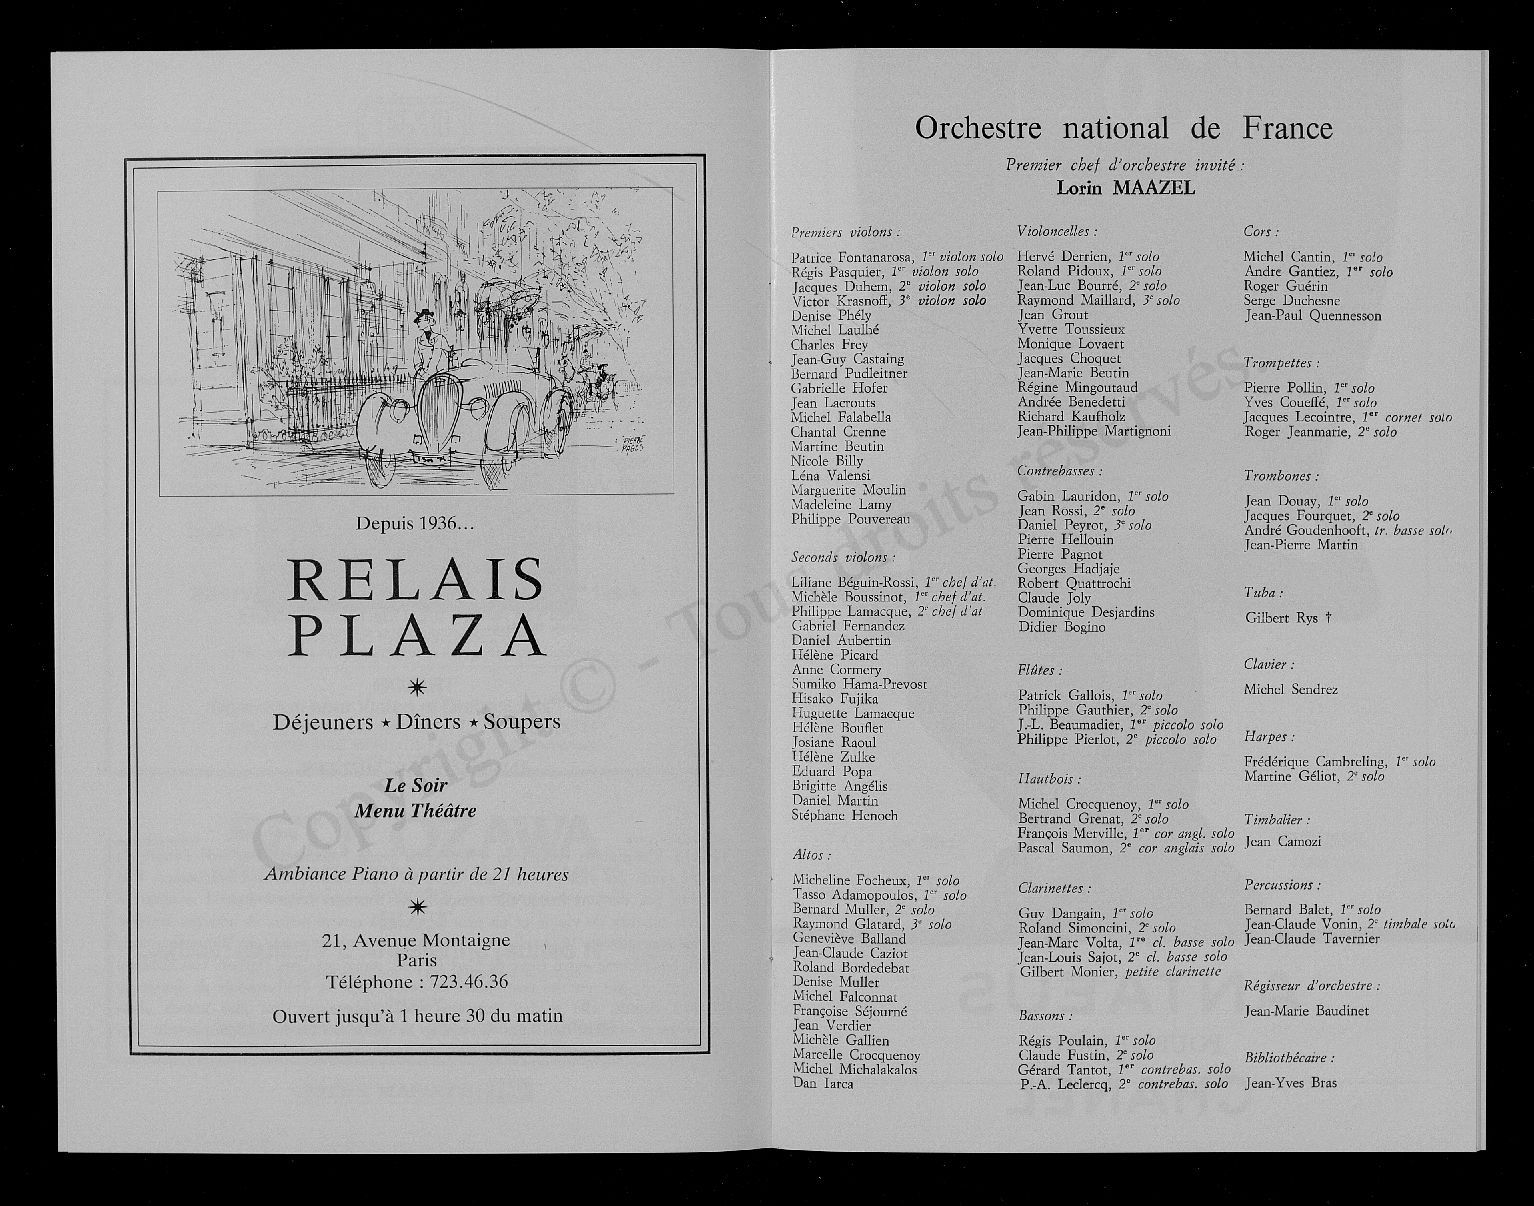 PIERRE
PAGES
Depuis 1936...
RELAIS
PLAZA
Déjeuners ★ Dîners ★ Soupers
Le Soir
Menu Théâtre
Ambiance Piano à partir de 21 heures
21, Avenue Montaigne
Paris
Téléphone : 723.46.36
Ouvert jusqu'à 1 heure 30 du matin
Copyright © - Tous droits réservés
Orchestre national de France
Premier chef d'orchestre invité :
Lorin MAAZEL
Premiers violons :
Patrice Fontanarosa, 1er violon solo
Régis Pasquier, 1er violon solo
Jacques Duhem, 2e violon solo
Victor Krasnoff, 3e violon solo
Denise Phély
Michel Laulhé
Charles Frey
Jean-Guy Castaing
Bernard Pudleitner
Gabrielle Hofer
Jean Lacrouts
Michel Falabella
Chantal Crenne
Martine Beutin
Nicole Billy
Léna Valensi
Marguerite Moulin
Madeleine Lamy
Philippe Pouvereau
Seconds violons :
Liliane Béguin-Rossi, 1er chef d'at.
Michèle Boussinot, 1er chef d'at.
Philippe Lamacque, 2e chef d'at
Gabriel Fernandez
Daniel Aubertin
Hélène Picard
Anne Cormery
Sumiko Hama-Prevost
Hisako Fujika
Huguette Lamacque
Hélène Bouflet
Josiane Raoul
Hélène Zulke
Eduard Popa
Brigitte Angélis
Daniel Martin
Stéphane Henoch
Altos :
Micheline Focheux, 1er solo
Tasso Adamopoulos, 1er solo
Bernard Muller, 2e solo
Raymond Glatard, 3e solo
Geneviève Balland
Jean-Claude Caziot
Roland Bordedebat
Denise Muller
Michel Falconnat
Françoise Séjourné
Jean Verdier
Michèle Gallien
Marcelle Crocquenoy
Michel Michalakalos
Dan Iarca
Violoncelles :
Hervé Derrien, 1er solo
Roland Pidoux, 1er solo
Jean-Luc Bourré, 2e solo
Raymond Maillard, 3e solo
Jean Grout
Yvette Toussieux
Monique Lovaert
Jacques Choquet
Jean-Marie Beutin
Régine Mingoutaud
Andrée Benedetti
Richard Kaufholz
Jean-Philippe Martignoni
Contrebasses :
Gabin Lauridon, 1er solo
Jean Rossi, 2e solo
Daniel Peyrot, 3e solo
Pierre Hellouin
Pierre Pagnot
Georges Hadjaje
Robert Quattrochi
Claude Joly
Dominique Desjardins
Didier Bogino
Flûtes :
Patrick Gallois, 1er solo
Philippe Gauthier, 2e solo
J.-L. Beaumadier, 1er piccolo solo
Philippe Pierlot, 2e piccolo solo
Hautbois :
Michel Crocquenoy, 1er solo
Bertrand Grenat, 2e solo
François Merville, 1er cor angl. solo
Pascal Saumon, 2e cor anglais solo
Clarinettes :
Guy Dangain, 1er solo
Roland Simoncini, 2e solo
Jean-Marc Volta, 1re cl. basse solo
Jean-Louis Sajot, 2e cl. basse solo
Gilbert Monier, petite clarinette
Bassons :
Régis Poulain, 1er solo
Claude Fustin, 2e solo
Gérard Tantot, 1er contrebas. solo
P.-A. Leclercq, 2e contrebas. solo
Cors :
Michel Cantin, 1er solo
Andre Gantiez, 1er solo
Roger Guérin
Serge Duchesne
Jean-Paul Quennesson
Trompettes :
Pierre Pollin, 1er solo
Yves Coueffé, 1er solo
Jacques Lecointre, 1er cornet solo
Roger Jeanmarie, 2e solo
Trombones :
Jean Douay, 1er solo
Jacques Fourquet, 2e solo
André Goudenhooft, tr. basse solo
Jean-Pierre Martin
Tuba :
Gilbert Rys †
Clavier :
Michel Sendrez
Harpes :
Frédérique Cambreling, 1er solo
Martine Géliot, 2e solo
Timbalier :
Jean Camozi
Percussions :
Bernard Balet, 1er solo
Jean-Claude Vonin, 2e timbale solo
Jean-Claude Tavernier
Régisseur d'orchestre :
Jean-Marie Baudinet
Bibliothécaire :
Jean-Yves Bras